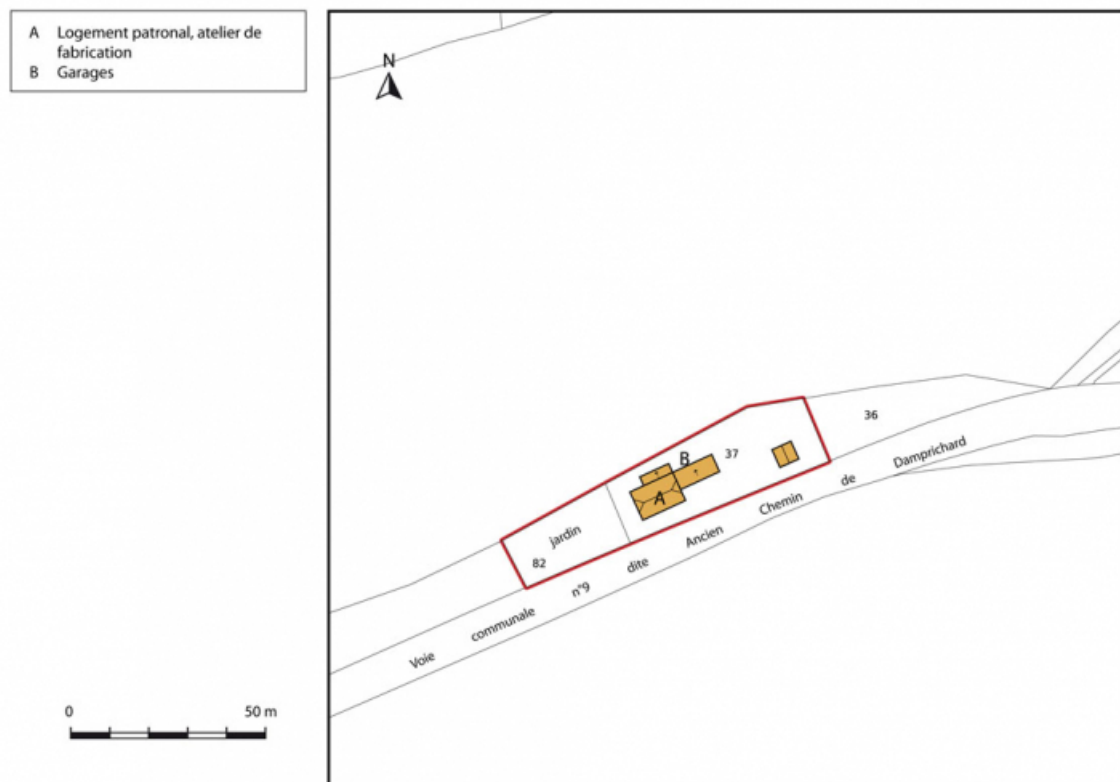 A Logement patronal, atelier de
fabrication
B Garages
N
36
37
B
A
jardin
82
Voie communale n°9 dite Ancien Chemin de Damprichard
0 50 m